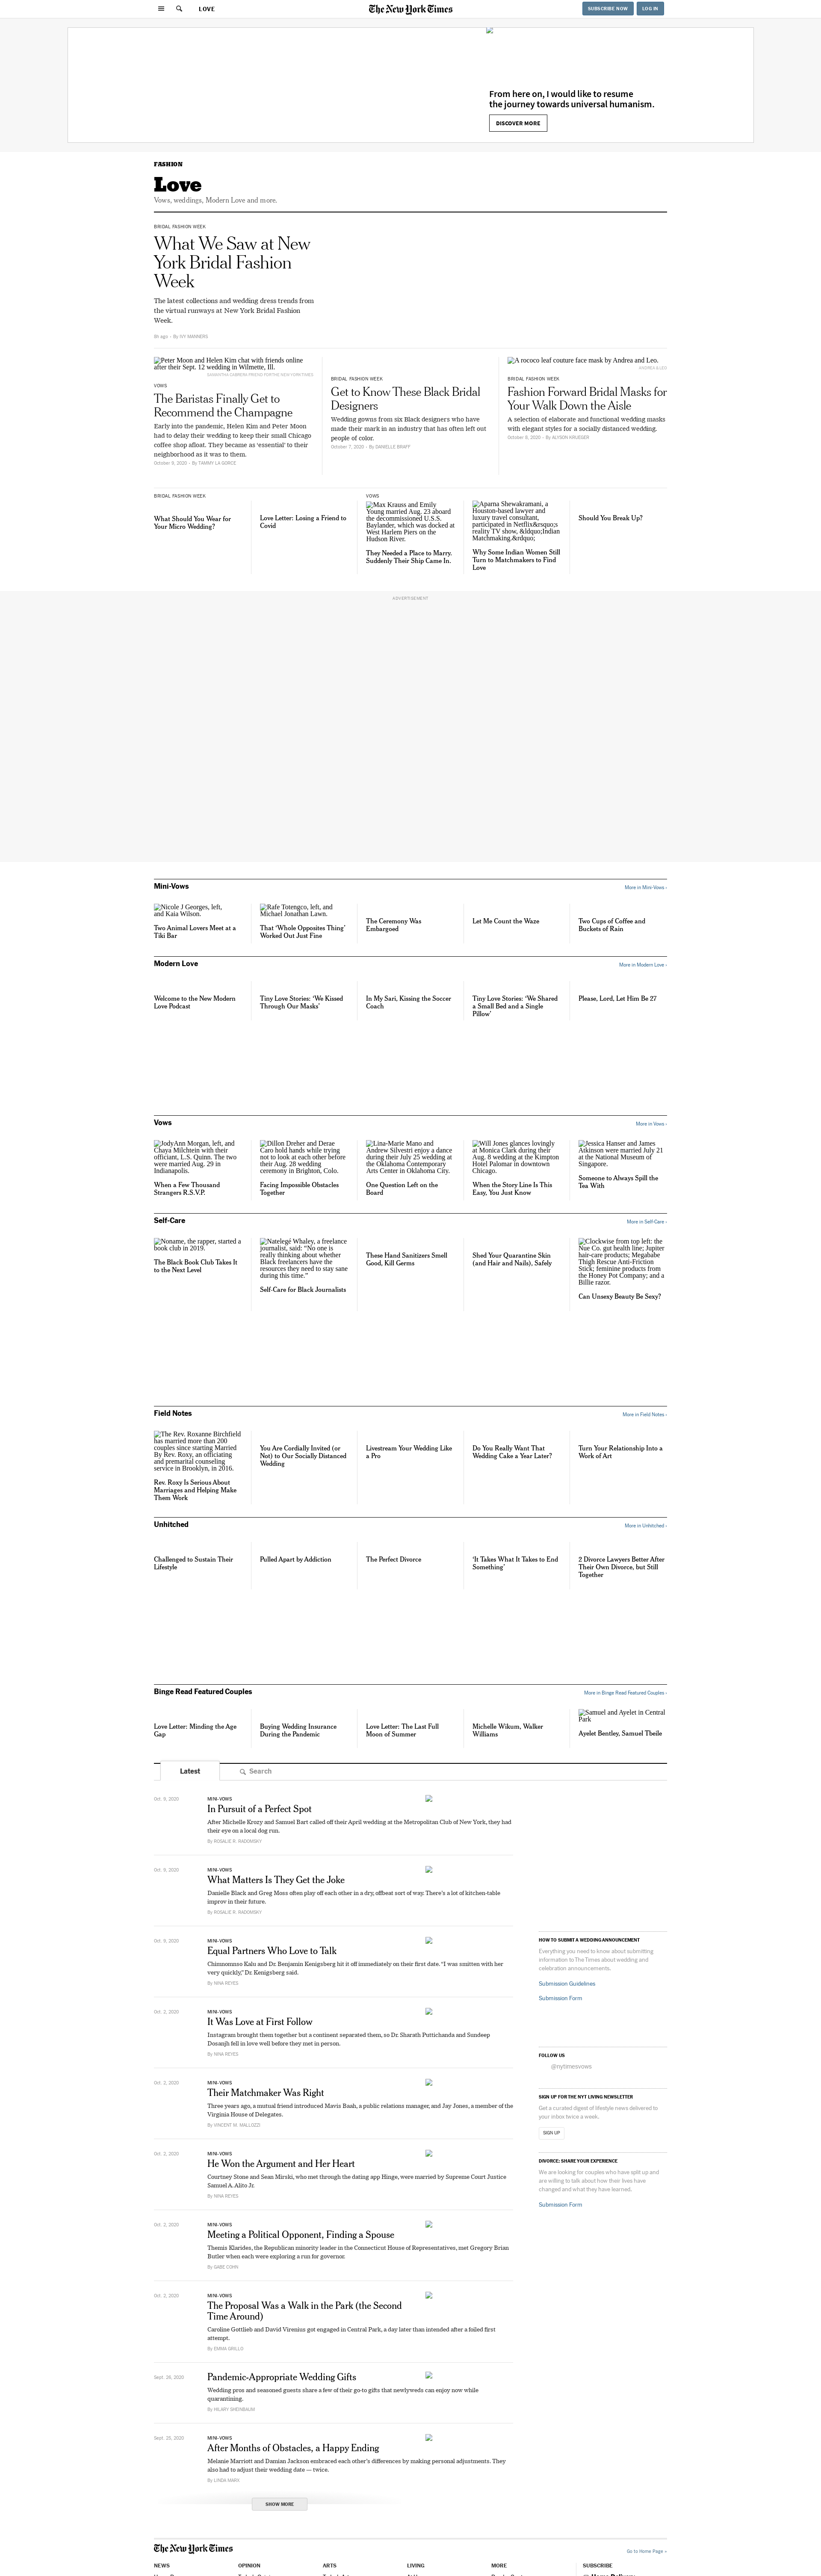 LOVE
The New York Times
SUBSCRIBE NOW
LOG IN
From here on, I would like to resume
the journey towards universal humanism.
DISCOVER MORE
FASHION
Love
Vows, weddings, Modern Love and more.
BRIDAL FASHION WEEK
What We Saw at New
York Bridal Fashion
Week
The latest collections and wedding dress trends from
the virtual runways at New York Bridal Fashion
Week.
9h ago · By IVY MANNERS
Peter Moon and Helen Kim chat with friends online
after their Sept. 12 wedding in Wilmette, Ill.
VOWS
The Baristas Finally Get to
Recommend the Champagne
Early into the pandemic, Helen Kim and Peter Moon
had to delay their wedding to keep their small Chicago
coffee shop afloat. They became as 'essential' to their
neighborhood as it was to them.
October 9, 2020 · By TAMMY LA GORCE
BRIDAL FASHION WEEK
Get to Know These Black Bridal
Designers
Wedding gowns from six Black designers who have
made their mark in an industry that has often left out
people of color.
October 7, 2020 · By DANIELLE BRAFF
A rococo leaf couture face mask by Andrea and Leo.
ANDREA & LEO
BRIDAL FASHION WEEK
Fashion Forward Bridal Masks for
Your Walk Down the Aisle
A selection of elaborate and functional wedding masks
with elegant styles for a socially distanced wedding.
October 8, 2020 · By ALYSON KRUEGER
BRIDAL FASHION WEEK
What Should You Wear for
Your Micro Wedding?
Love Letter: Losing a Friend to
Covid
VOWS
Max Krauss and Emily
Young married Aug. 23 aboard
the decommissioned U.S.S.
Baylander, which was docked at
West Harlem Piers on the
Hudson River.
They Needed a Place to Marry.
Suddenly Their Ship Came In.
Aparna Shewakramani, a
Houston-based lawyer and
luxury travel consultant,
participated in Netflix&rsquo;s
reality TV show, &ldquo;Indian
Matchmaking.&rdquo;
Why Some Indian Women Still
Turn to Matchmakers to Find
Love
Should You Break Up?
ADVERTISEMENT
Mini-Vows
More in Mini-Vows ›
Nicole J Georges, left,
and Kaia Wilson.
Two Animal Lovers Meet at a
Tiki Bar
Rafe Totengco, left, and
Michael Jonathan Lawn.
That 'Whole Opposites Thing'
Worked Out Just Fine
The Ceremony Was
Embargoed
Let Me Count the Waze
Two Cups of Coffee and
Buckets of Rain
Modern Love
More in Modern Love ›
Welcome to the New Modern
Love Podcast
Tiny Love Stories: 'We Kissed
Through Our Masks'
In My Sari, Kissing the Soccer
Coach
Tiny Love Stories: 'We Shared
a Small Bed and a Single
Pillow'
Please, Lord, Let Him Be 27
Vows
More in Vows ›
JodyAnn Morgan, left, and
Chaya Milchtein with their
officiant, L.S. Quinn. The two
were married Aug. 29 in
Indianapolis.
When a Few Thousand
Strangers R.S.V.P.
Dillon Dreher and Derae
Caro hold hands while trying
not to look at each other before
their Aug. 28 wedding
ceremony in Brighton, Colo.
Facing Impossible Obstacles
Together
Lina-Marie Mano and
Andrew Silvestri enjoy a dance
during their July 25 wedding at
the Oklahoma Contemporary
Arts Center in Oklahoma City.
One Question Left on the
Board
Will Jones glances lovingly
at Monica Clark during their
Aug. 8 wedding at the Kimpton
Hotel Palomar in downtown
Chicago.
When the Story Line Is This
Easy, You Just Know
Jessica Hanser and James
Atkinson were married July 21
at the National Museum of
Singapore.
Someone to Always Spill the
Tea With
Self-Care
More in Self-Care ›
Noname, the rapper, started a
book club in 2019.
The Black Book Club Takes It
to the Next Level
Natelegé Whaley, a freelance
journalist, said: “No one is
really thinking about whether
Black freelancers have the
resources they need to stay sane
during this time.”
Self-Care for Black Journalists
These Hand Sanitizers Smell
Good, Kill Germs
Shed Your Quarantine Skin
(and Hair and Nails), Safely
Clockwise from top left: the
Nue Co. gut health line; Jupiter
hair-care products; Megababe
Thigh Rescue Anti-Friction
Stick; feminine products from
the Honey Pot Company; and a
Billie razor.
Can Unsexy Beauty Be Sexy?
Field Notes
More in Field Notes ›
The Rev. Roxanne Birchfield
has married more than 200
couples since starting Married
By Rev. Roxy, an officiating
and premarital counseling
service in Brooklyn, in 2016.
Rev. Roxy Is Serious About
Marriages and Helping Make
Them Work
You Are Cordially Invited (or
Not) to Our Socially Distanced
Wedding
Livestream Your Wedding Like
a Pro
Do You Really Want That
Wedding Cake a Year Later?
Turn Your Relationship Into a
Work of Art
Unhitched
More in Unhitched ›
Challenged to Sustain Their
Lifestyle
Pulled Apart by Addiction
The Perfect Divorce
'It Takes What It Takes to End
Something'
2 Divorce Lawyers Better After
Their Own Divorce, but Still
Together
Binge Read Featured Couples
More in Binge Read Featured Couples ›
Love Letter: Minding the Age
Gap
Buying Wedding Insurance
During the Pandemic
Love Letter: The Last Full
Moon of Summer
Michelle Wikum, Walker
Williams
Samuel and Ayelet in Central
Park
Ayelet Bentley, Samuel Theile
Latest
Search
Oct. 9, 2020
MINI-VOWS
In Pursuit of a Perfect Spot
After Michelle Krozy and Samuel Bart called off their April wedding at the Metropolitan Club of New York, they had
their eye on a local dog run.
By ROSALIE R. RADOMSKY
Oct. 9, 2020
MINI-VOWS
What Matters Is They Get the Joke
Danielle Black and Greg Moss often play off each other in a dry, offbeat sort of way. There's a lot of kitchen-table
improv in their future.
By ROSALIE R. RADOMSKY
Oct. 9, 2020
MINI-VOWS
Equal Partners Who Love to Talk
Chinnomnso Kalu and Dr. Benjamin Kenigsberg hit it off immediately on their first date. “I was smitten with her
very quickly,” Dr. Kenigsberg said.
By NINA REYES
Oct. 2, 2020
MINI-VOWS
It Was Love at First Follow
Instagram brought them together but a continent separated them, so Dr. Sharath Puttichanda and Sundeep
Dosanjh fell in love well before they met in person.
By NINA REYES
Oct. 2, 2020
MINI-VOWS
Their Matchmaker Was Right
Three years ago, a mutual friend introduced Mavis Baah, a public relations manager, and Jay Jones, a member of the
Virginia House of Delegates.
By VINCENT M. MALLOZZI
Oct. 2, 2020
MINI-VOWS
He Won the Argument and Her Heart
Courtney Stone and Sean Mirski, who met through the dating app Hinge, were married by Supreme Court Justice
Samuel A. Alito Jr.
By NINA REYES
Oct. 2, 2020
MINI-VOWS
Meeting a Political Opponent, Finding a Spouse
Themis Klarides, the Republican minority leader in the Connecticut House of Representatives, met Gregory Brian
Butler when each were exploring a run for governor.
By GABE COHN
Oct. 2, 2020
MINI-VOWS
The Proposal Was a Walk in the Park (the Second
Time Around)
Caroline Gottlieb and David Virenius got engaged in Central Park, a day later than intended after a foiled first
attempt.
By EMMA GRILLO
Sept. 26, 2020
Pandemic-Appropriate Wedding Gifts
Wedding pros and seasoned guests share a few of their go-to gifts that newlyweds can enjoy now while
quarantining.
By HILARY SHEINBAUM
Sept. 25, 2020
MINI-VOWS
After Months of Obstacles, a Happy Ending
Melanie Marriott and Damian Jackson embraced each other's differences by making personal adjustments. They
also had to adjust their wedding date — twice.
By LINDA MARX
SHOW MORE
HOW TO SUBMIT A WEDDING ANNOUNCEMENT
Everything you need to know about submitting
information to The Times about wedding and
celebration announcements.
Submission Guidelines
Submission Form
FOLLOW US
@nytimesvows
SIGN UP FOR THE NYT LIVING NEWSLETTER
Get a curated digest of lifestyle news delivered to
your inbox twice a week.
SIGN UP
DIVORCE: SHARE YOUR EXPERIENCE
We are looking for couples who have split up and
are willing to talk about how their lives have
changed and what they have learned.
Submission Form
The New York Times
Go to Home Page »
NEWS
OPINION
ARTS
LIVING
MORE
SUBSCRIBE